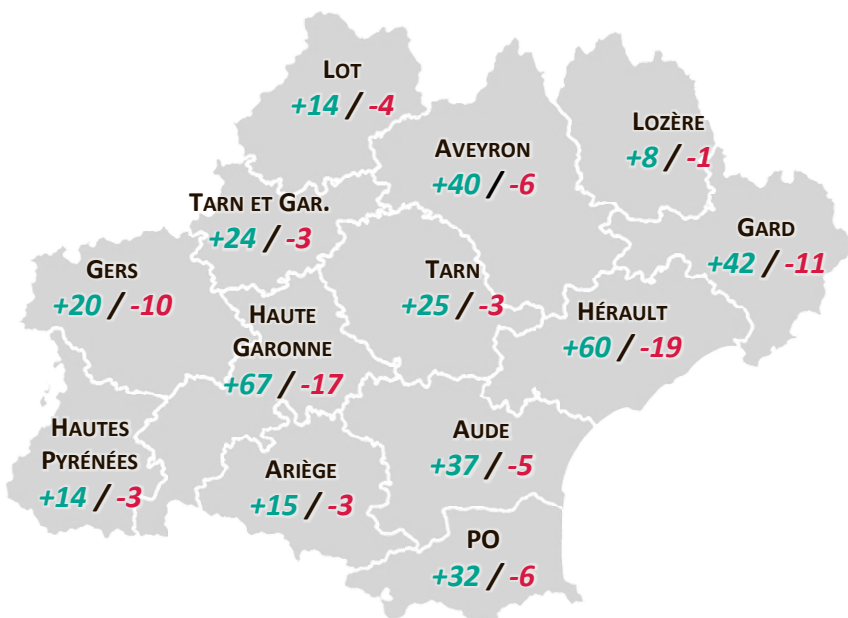 LOT
+14 / -4
LOZÈRE
+8 / -1
AVEYRON
+40 / -6
TARN ET GAR.
+24 / -3
GARD
+42 / -11
GERS
+20 / -10
TARN
+25 / -3
HAUTE
GARONNE
+67 / -17
HÉRAULT
+60 / -19
HAUTES
PYRÉNÉES
+14 / -3
ARIÈGE
+15 / -3
AUDE
+37 / -5
PO
+32 / -6